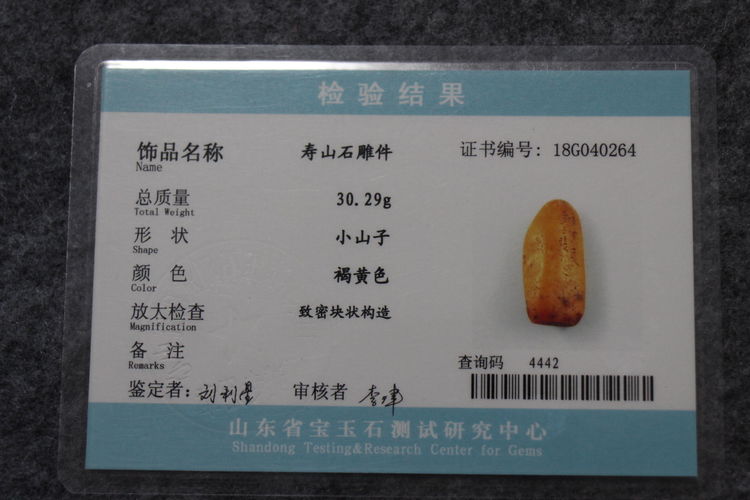 检验结果
饰品名称 寿山石雕件 证书编号: 18G040264
Name
总质量 30.29g
Total Weight
形 状 小山子
Shape
颜 色 褐黄色
Color
放大检查 致密块状构造
Magnification
备 注 查询码 4442
Remarks
鉴定者: 审核者
山东省宝玉石测试研究中心
Shandong Testing&Research Center for Gems